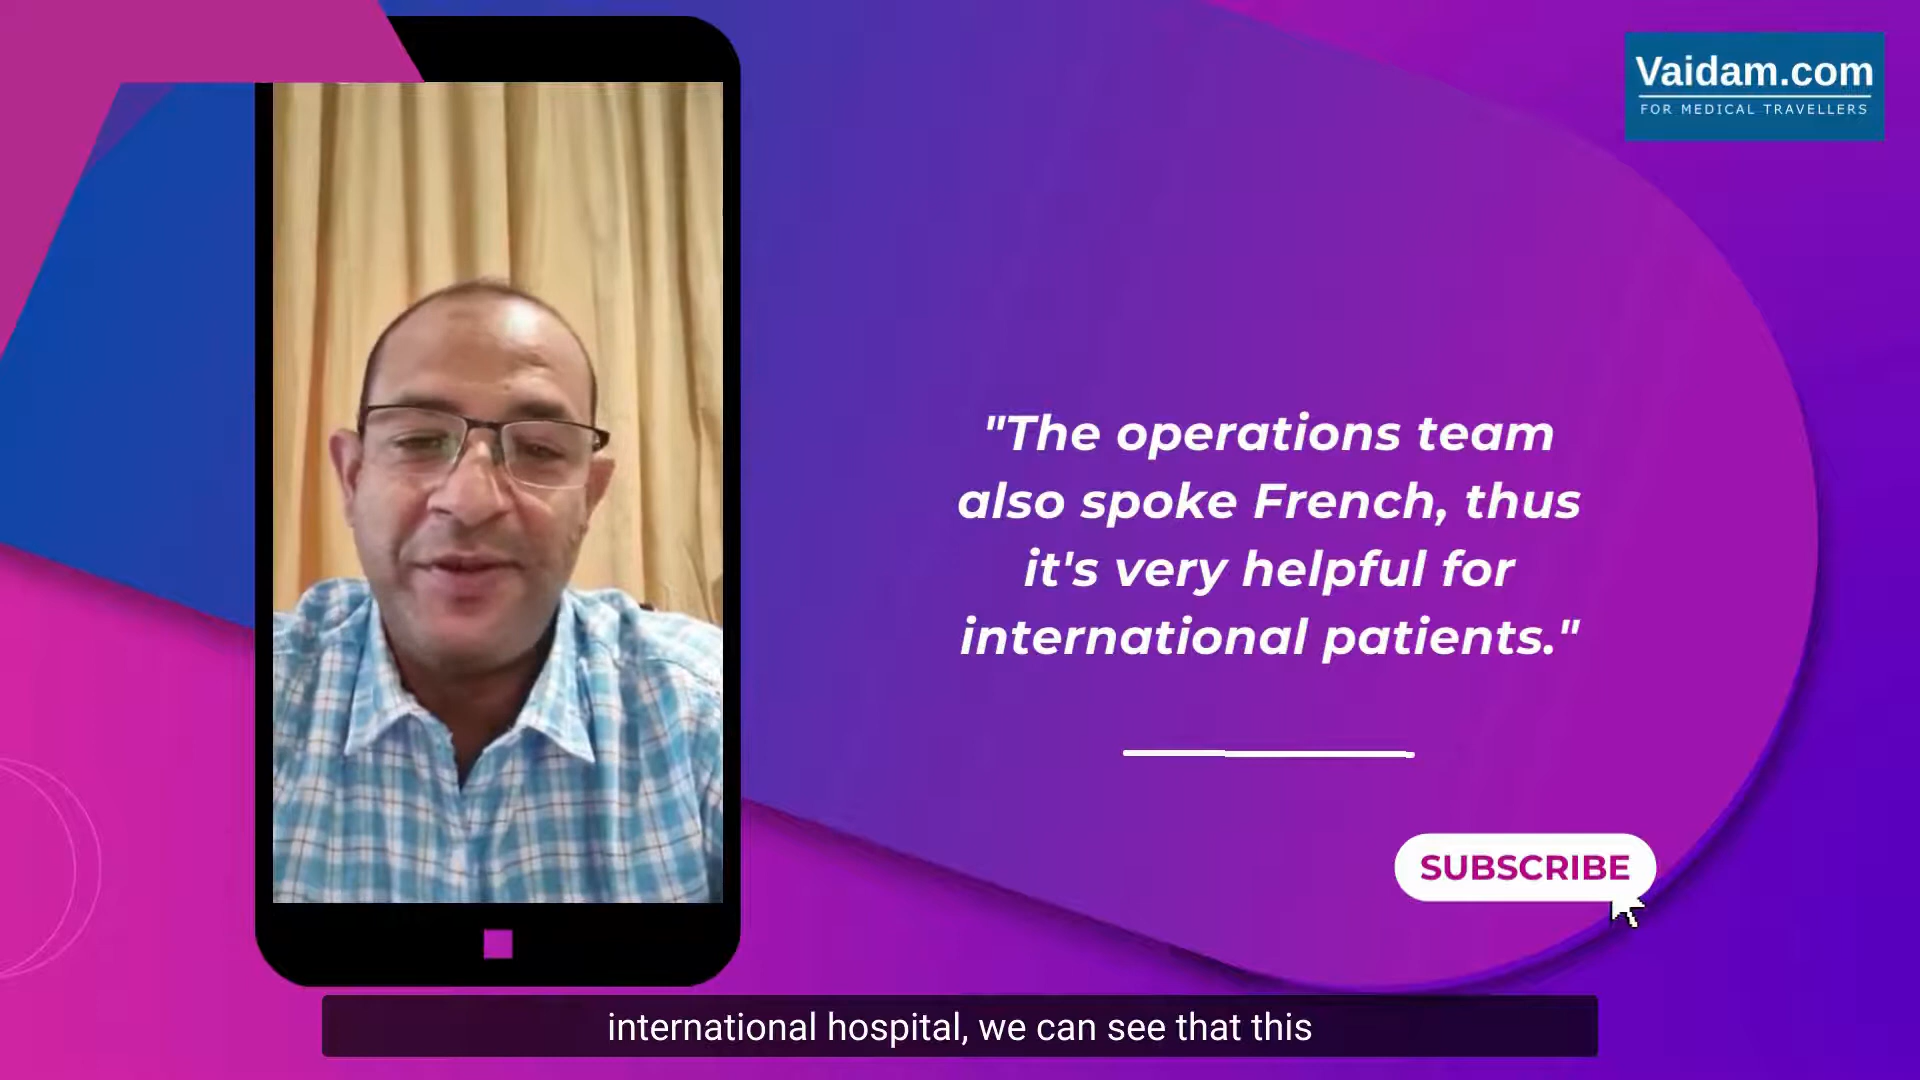 Vaidam.com
FOR MEDICAL TRAVELLERS
"The operations team
also spoke French, thus
it's very helpful for
international patients."
SUBSCRIBE
international hospital, we can see that this